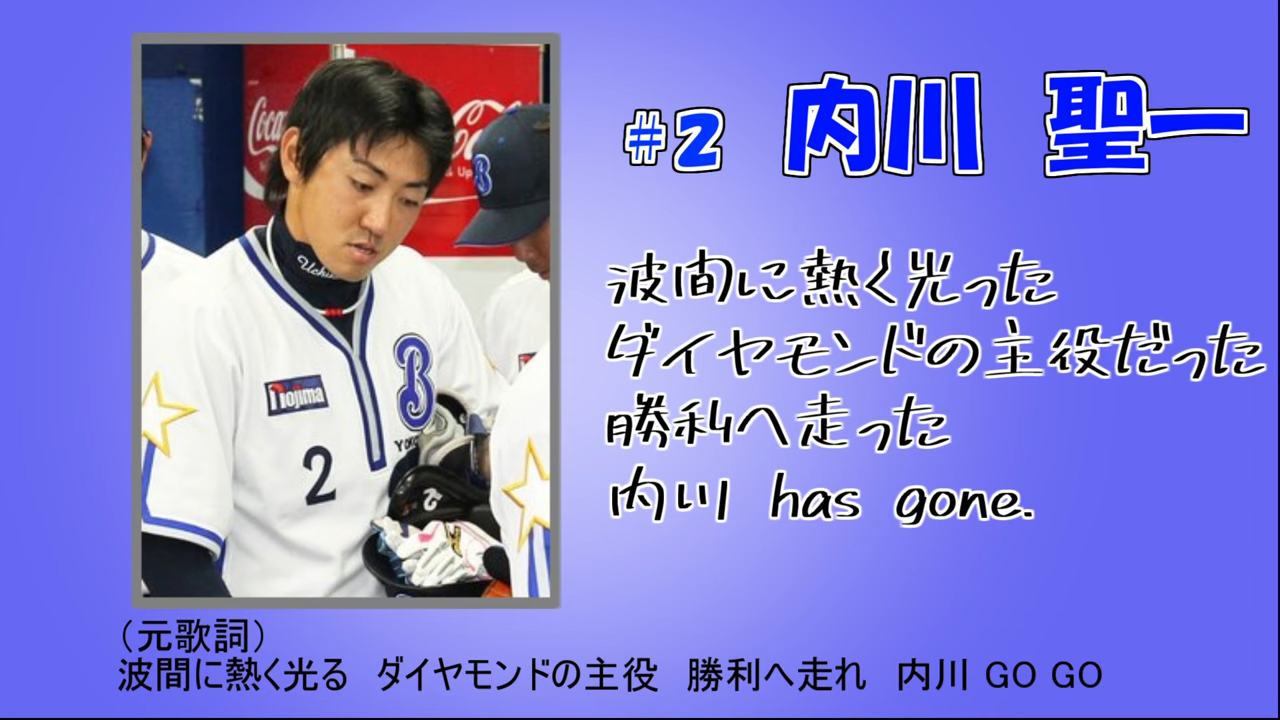 #2 内川 聖一
波間に熱く光った
ダイヤモンドの主役だった
勝利へ走った
内川 has gone.
Uchi
B
nojima
2
B
(元歌詞)
波間に熱く光る ダイヤモンドの主役 勝利へ走れ 内川 GO GO